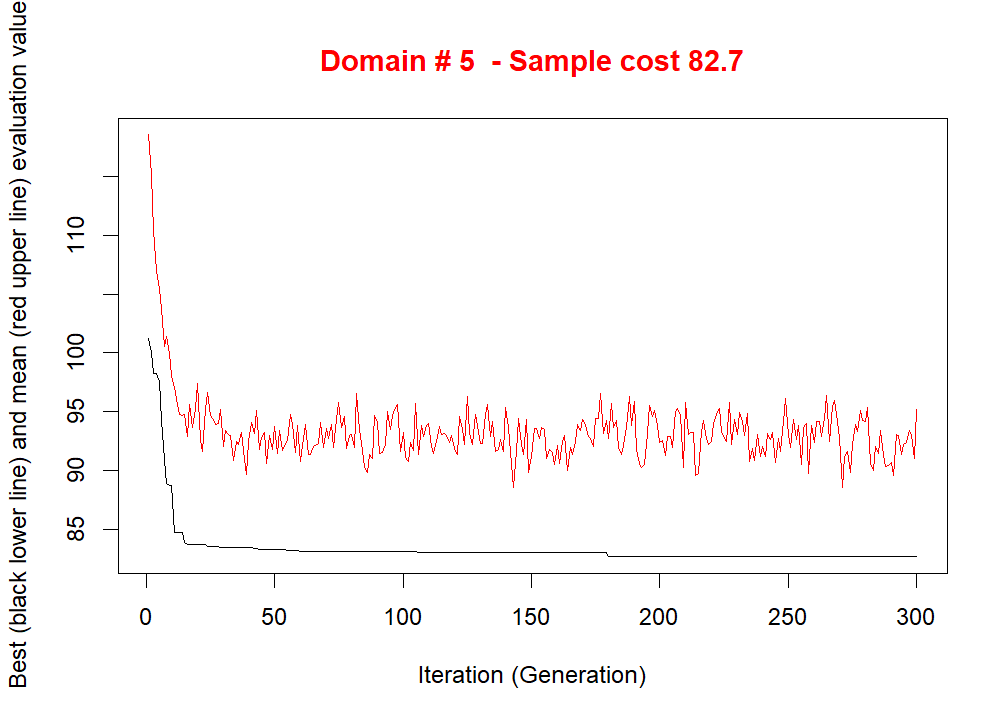 Domain # 5  - Sample cost 82.7
Best (black lower line) and mean (red upper line) evaluation value
110
100
95
90
85
0 50 100 150 200 250 300
Iteration (Generation)